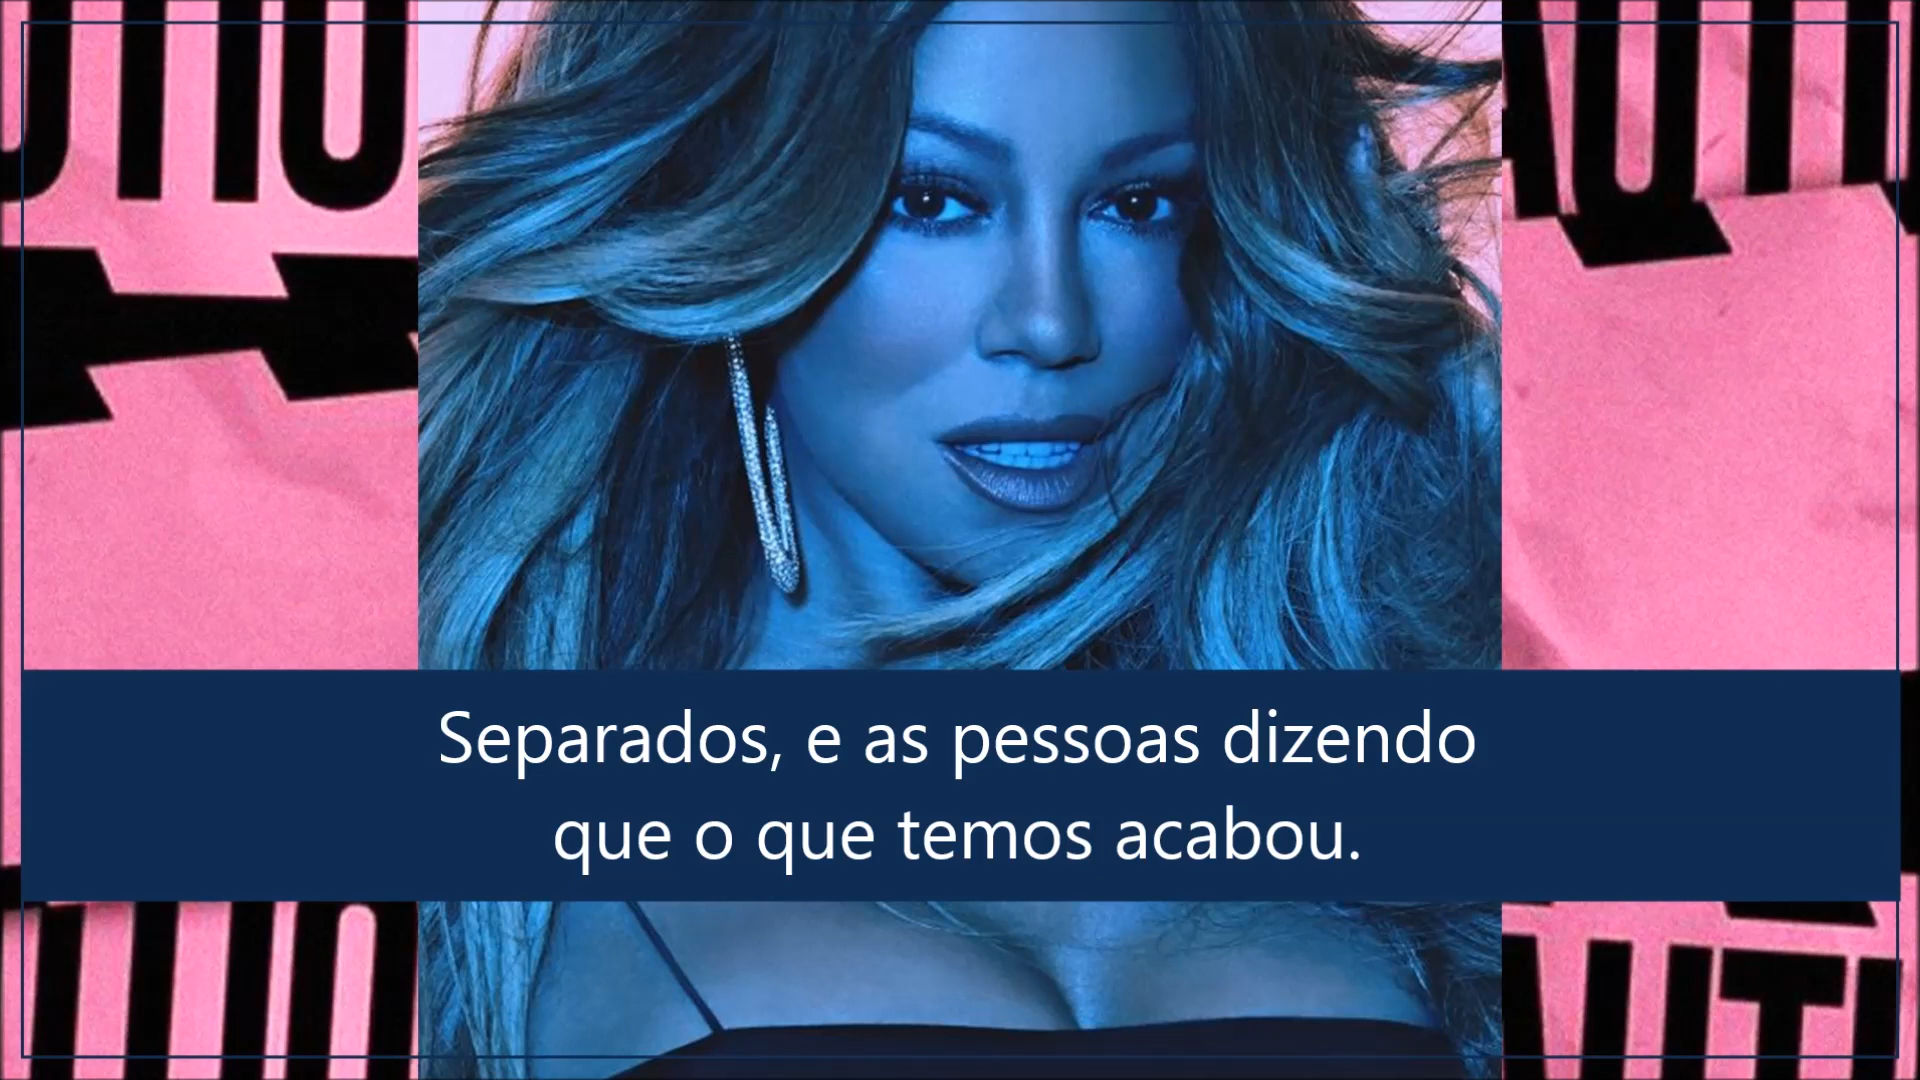 Separados, e as pessoas dizendo
que o que temos acabou.